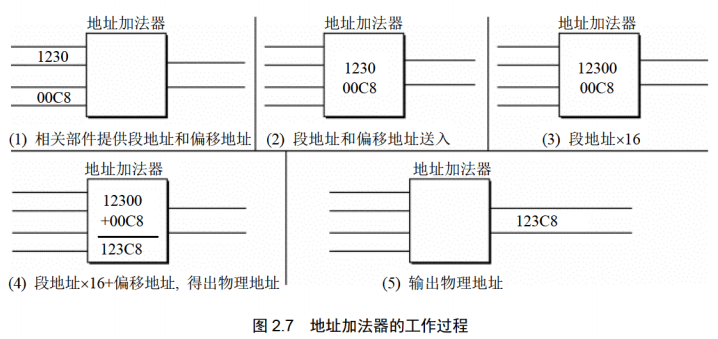 地址加法器
1230
00C8
(1) 相关部件提供段地址和偏移地址
地址加法器
1230
00C8
(2) 段地址和偏移地址送入
地址加法器
12300
00C8
(3) 段地址×16
地址加法器
12300
+00C8
123C8
(4) 段地址×16+偏移地址, 得出物理地址
地址加法器
123C8
(5) 输出物理地址
图 2.7 地址加法器的工作过程